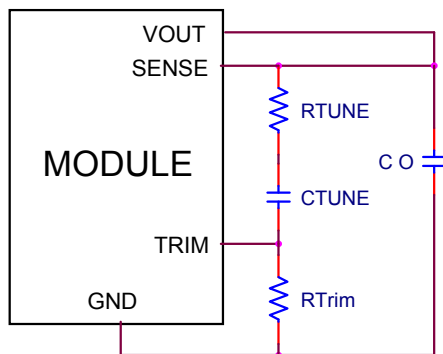 VOUT
SENSE
RTUNE
MODULE
C O
CTUNE
TRIM
GND
RTrim